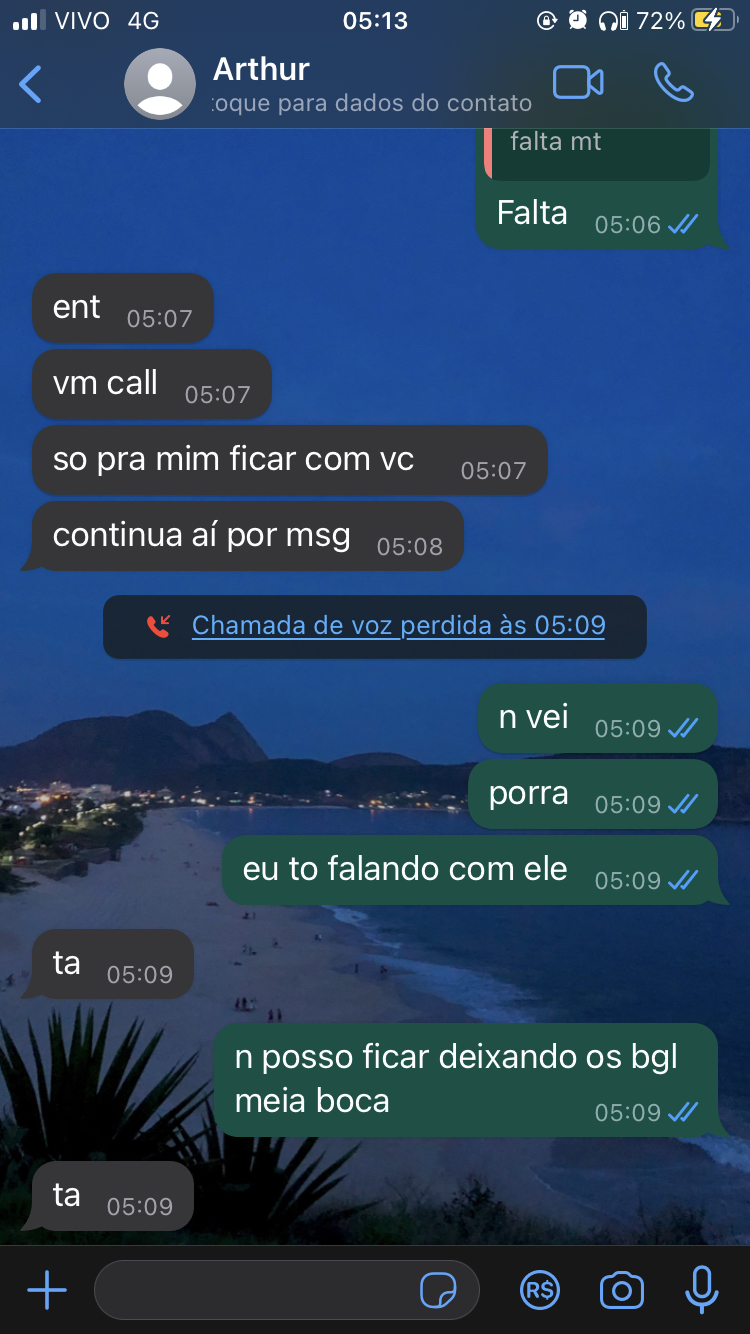 VIVO 4G 05:13 72%
Arthur
toque para dados do contato
falta mt
Falta 05:06
ent 05:07
vm call 05:07
so pra mim ficar com vc 05:07
continua aí por msg 05:08
Chamada de voz perdida às 05:09
n vei 05:09
porra 05:09
eu to falando com ele 05:09
ta 05:09
n posso ficar deixando os bgl
meia boca 05:09
ta 05:09
R$